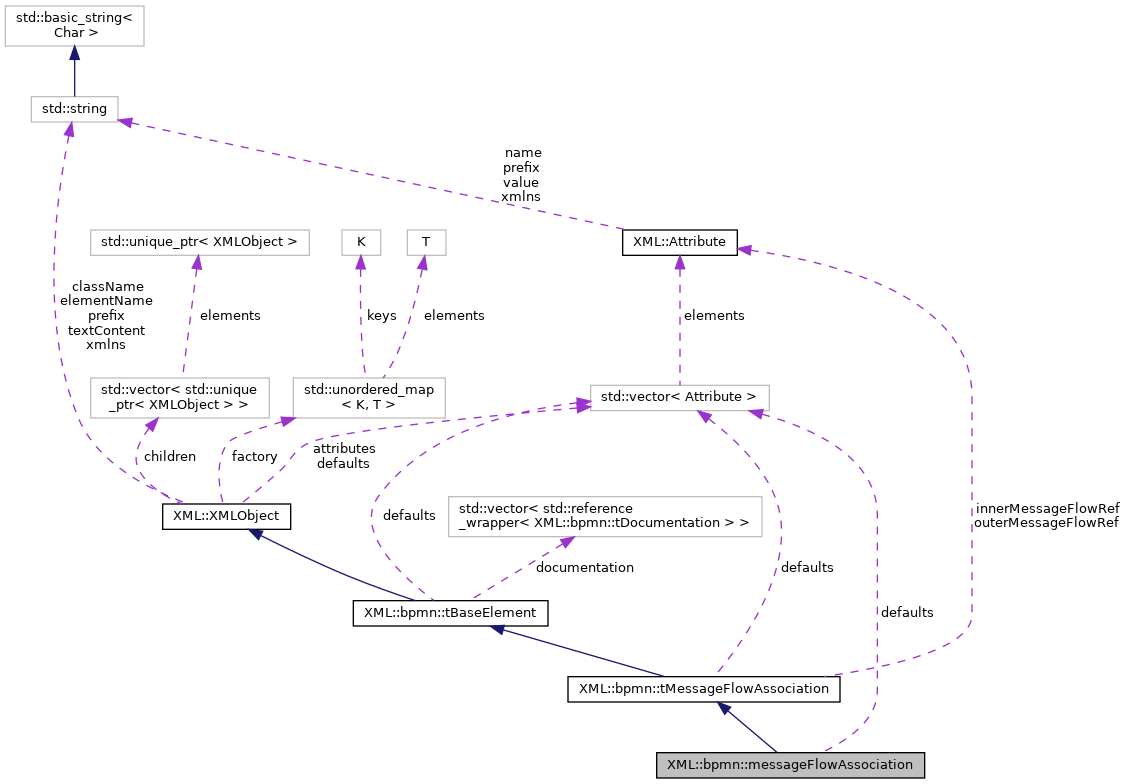 std::basic_string<
Char >
std::string
name
prefix
value
xmlns
std::unique_ptr< XMLObject >
K
T
XML::Attribute
className
elementName
prefix
textContent
xmlns
elements
keys
elements
elements
std::vector< std::unique
_ptr< XMLObject > >
std::unordered_map
< K, T >
std::vector< Attribute >
children
factory
attributes
defaults
XML::XMLObject
defaults
std::vector< std::reference
_wrapper< XML::bpmn::tDocumentation > >
innerMessageFlowRef
outerMessageFlowRef
documentation
defaults
XML::bpmn::tBaseElement
defaults
XML::bpmn::tMessageFlowAssociation
XML::bpmn::messageFlowAssociation